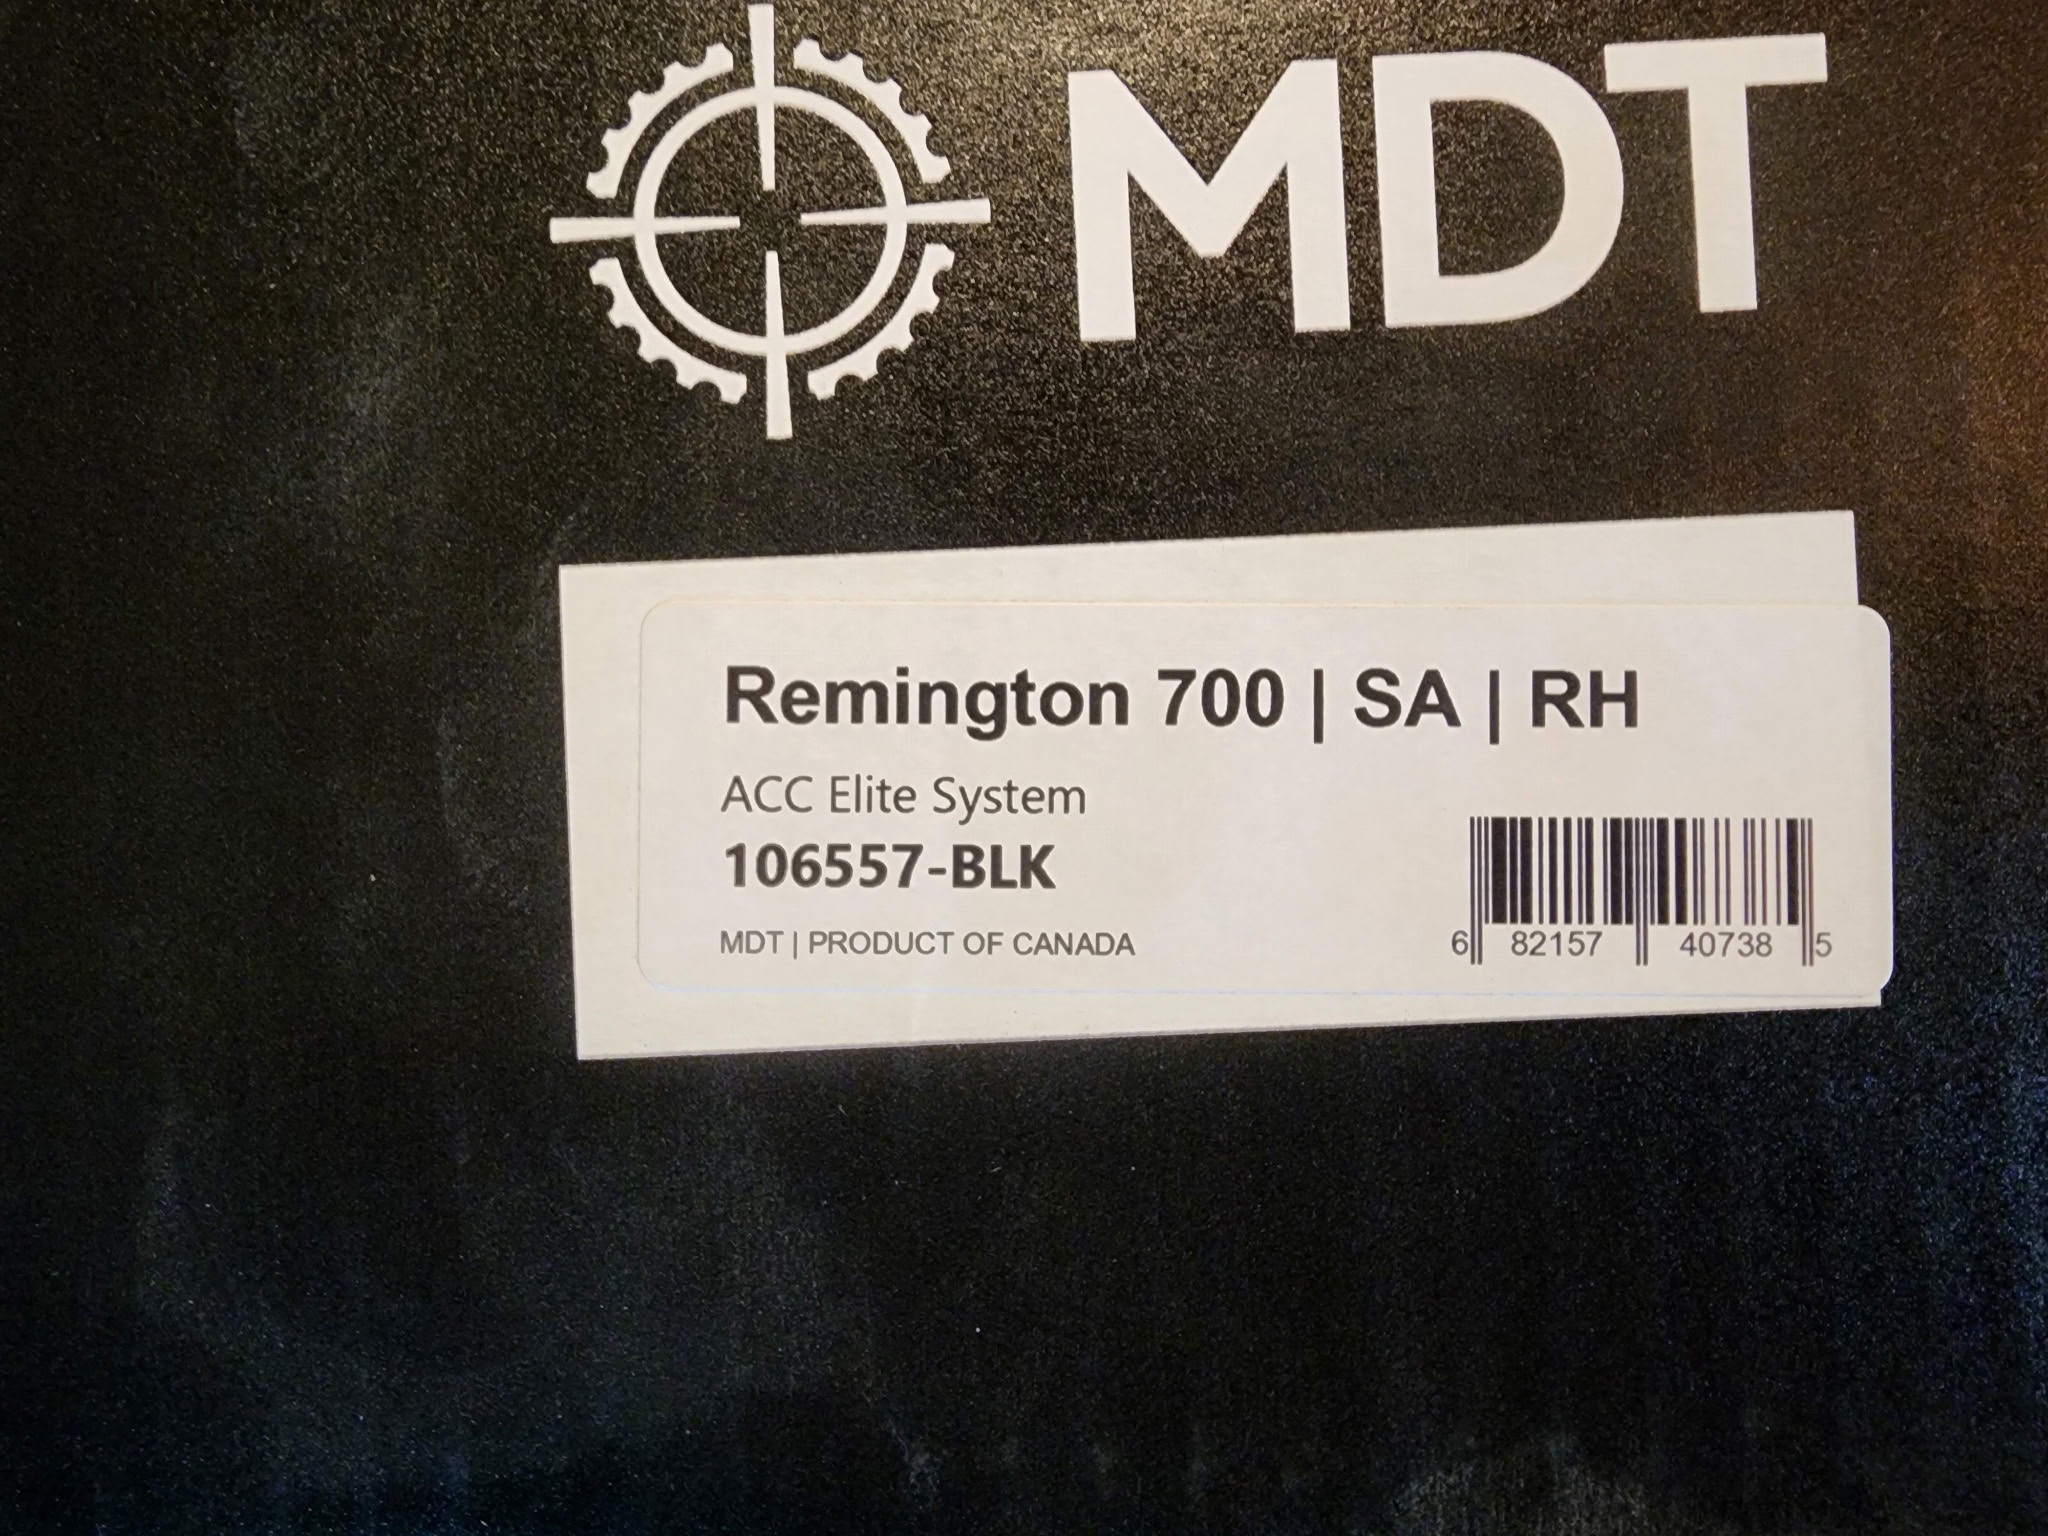 MDT
Remington 700 | SA | RH
ACC Elite System
106557-BLK
MDT | PRODUCT OF CANADA
6 82157 40738 5